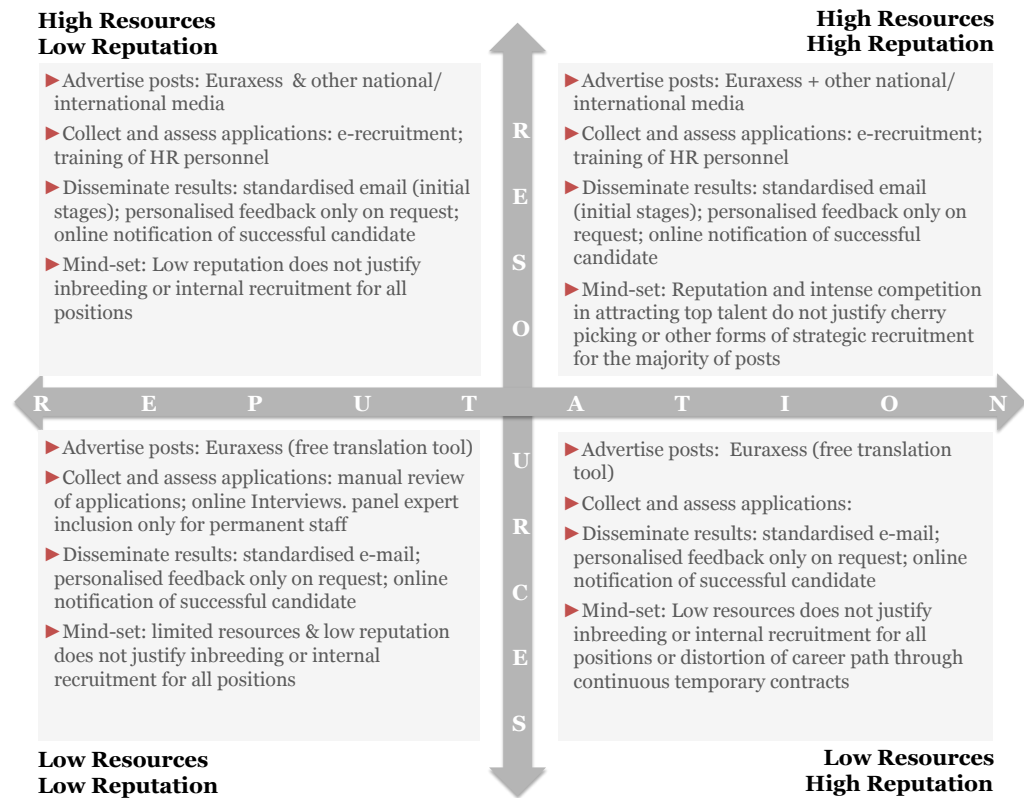 High Resources
Low Reputation
High Resources
High Reputation
►Advertise posts: Euraxess & other national/
international media
►Collect and assess applications: e-recruitment;
training of HR personnel
►Disseminate results: standardised email (initial
stages); personalised feedback only on request;
online notification of successful candidate
►Mind-set: Low reputation does not justify
inbreeding or internal recruitment for all
positions
►Advertise posts: Euraxess + other national/
international media
►Collect and assess applications: e-recruitment;
training of HR personnel
►Disseminate results: standardised email
(initial stages); personalised feedback only on
request; online notification of successful
candidate
►Mind-set: Reputation and intense competition
in attracting top talent do not justify cherry
picking or other forms of strategic recruitment
for the majority of posts
R E P U T A T I O N
R
E
S
O
U
R
C
E
S
►Advertise posts: Euraxess (free translation tool)
►Collect and assess applications: manual review
of applications; online Interviews. panel expert
inclusion only for permanent staff
►Disseminate results: standardised e-mail;
personalised feedback only on request; online
notification of successful candidate
►Mind-set: limited resources & low reputation
does not justify inbreeding or internal
recruitment for all positions
►Advertise posts: Euraxess (free translation
tool)
►Collect and assess applications:
►Disseminate results: standardised e-mail;
personalised feedback only on request; online
notification of successful candidate
►Mind-set: Low resources does not justify
inbreeding or internal recruitment for all
positions or distortion of career path through
continuous temporary contracts
Low Resources
Low Reputation
Low Resources
High Reputation